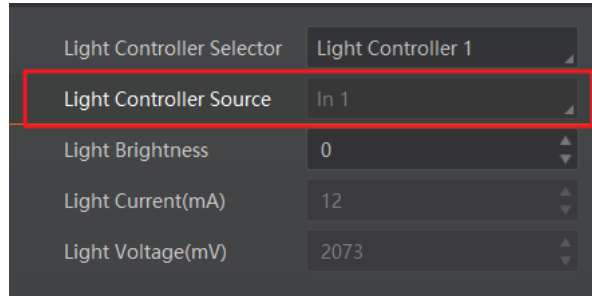 Light Controller Selector Light Controller 1
Light Controller Source In 1
Light Brightness 0
Light Current(mA) 12
Light Voltage(mV) 2073